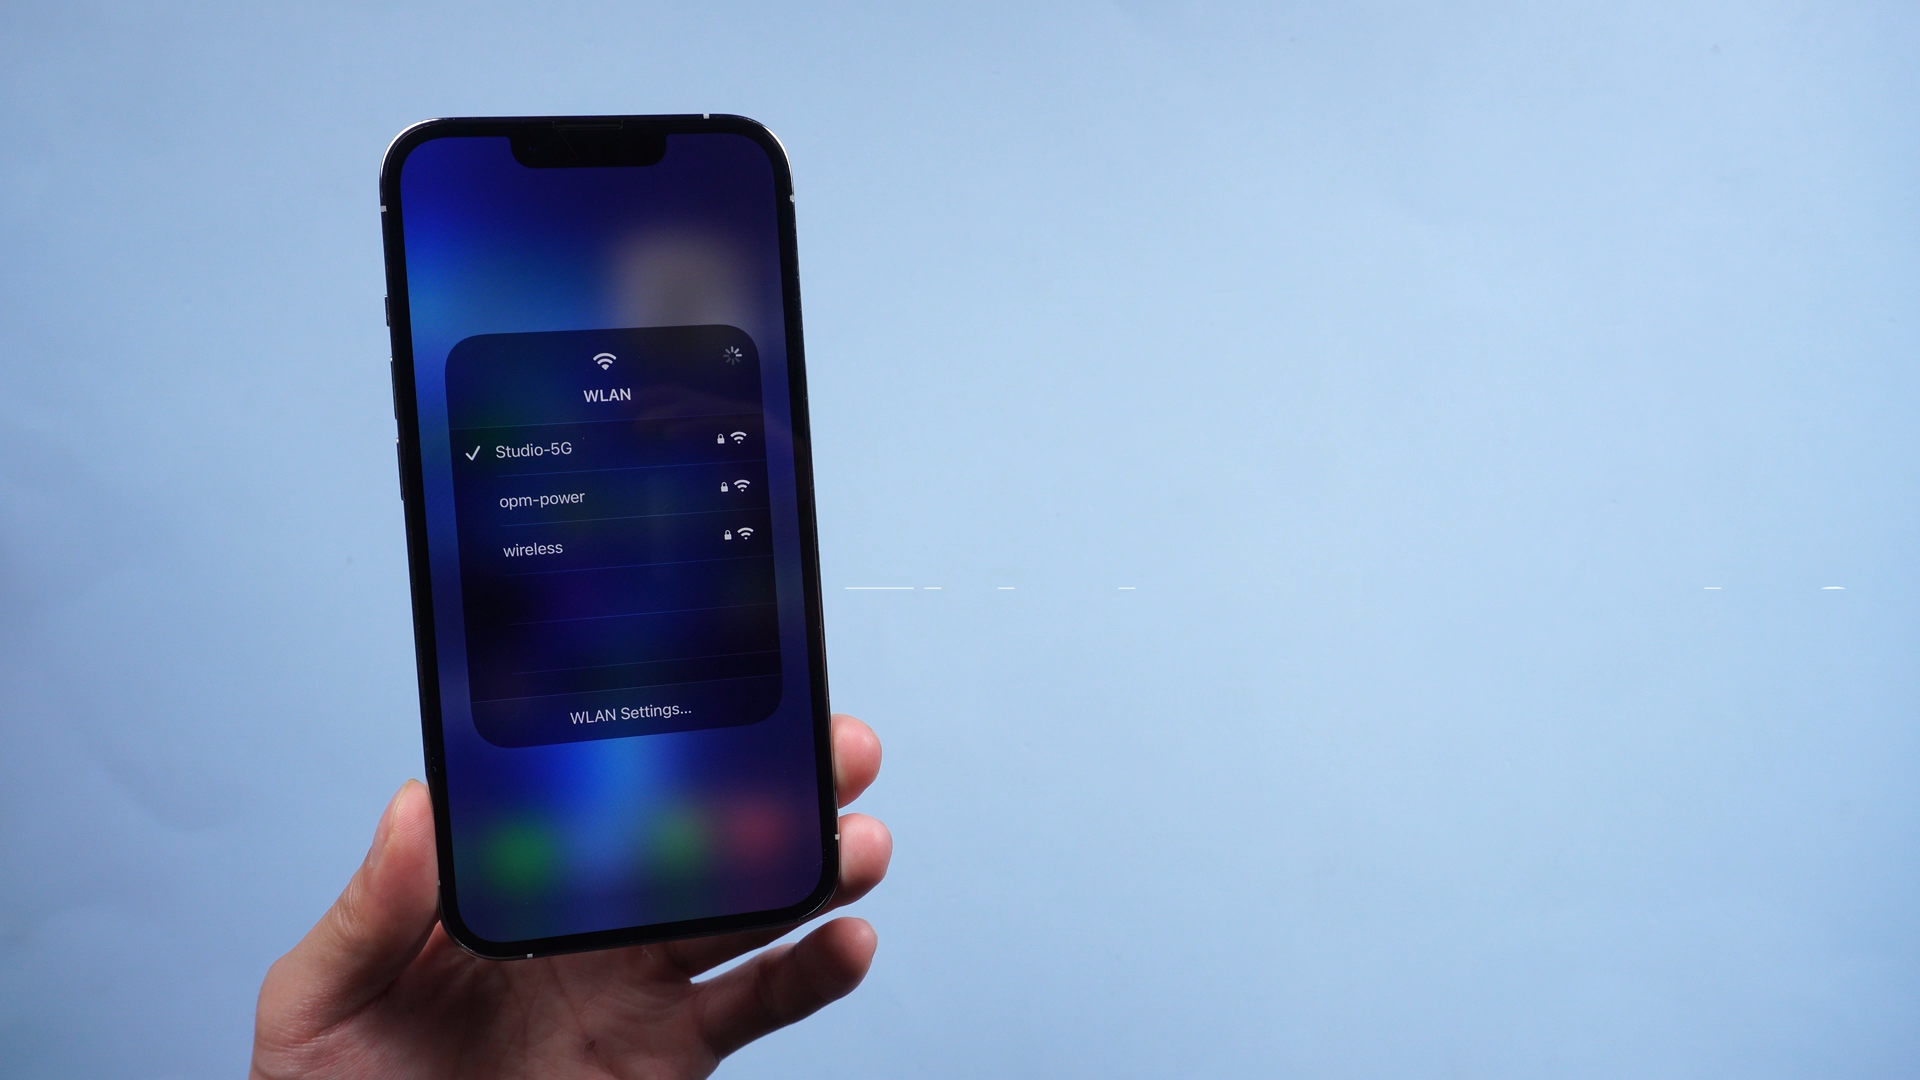 WLAN
Studio-5G
opm-power
wireless
WLAN Settings...